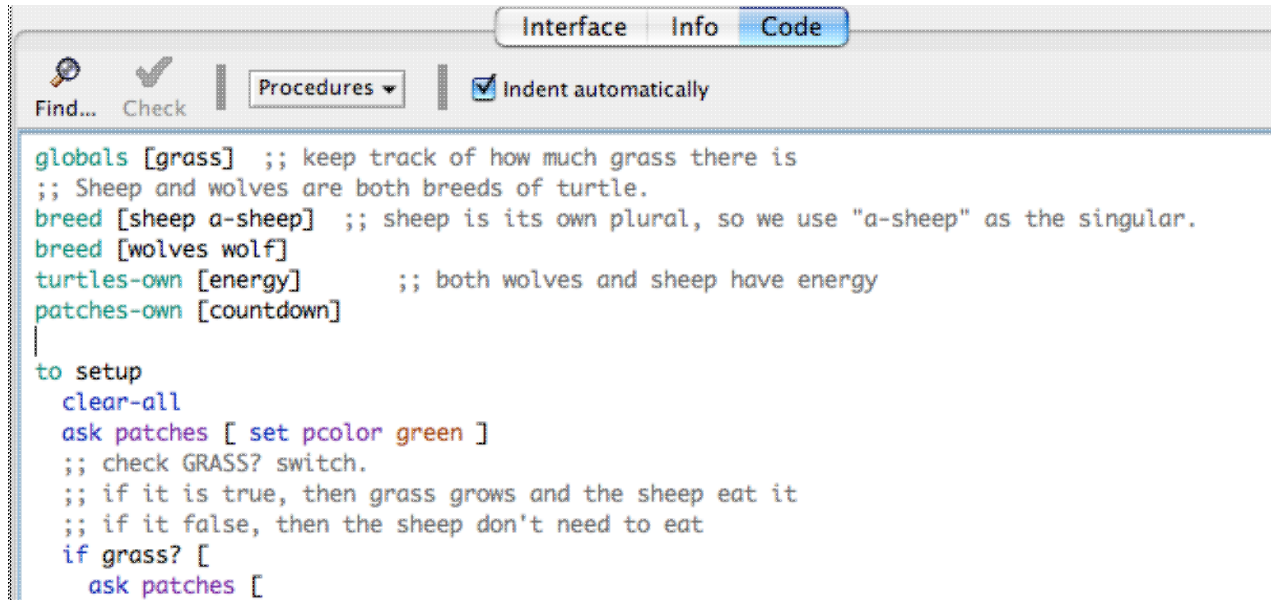 Interface Info Code
Find... Check Procedures Indent automatically
globals [grass]  ;; keep track of how much grass there is
;; Sheep and wolves are both breeds of turtle.
breed [sheep a-sheep]  ;; sheep is its own plural, so we use "a-sheep" as the singular.
breed [wolves wolf]
turtles-own [energy]       ;; both wolves and sheep have energy
patches-own [countdown]
to setup
  clear-all
  ask patches [ set pcolor green ]
  ;; check GRASS? switch.
  ;; if it is true, then grass grows and the sheep eat it
  ;; if it false, then the sheep don't need to eat
  if grass? [
    ask patches [